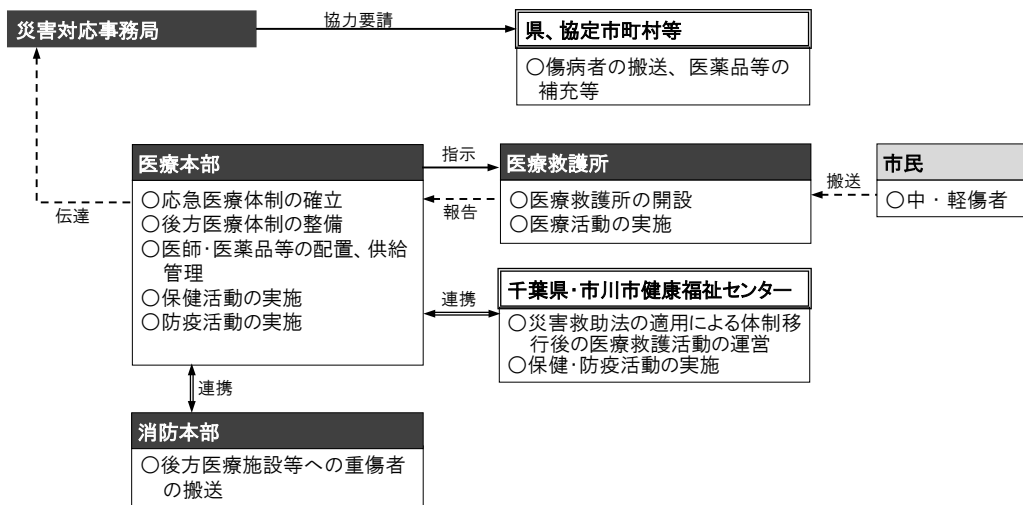 災害対応事務局
協力要請
県、協定市町村等
○傷病者の搬送、医薬品等の
補充等
医療本部
○応急医療体制の確立
○後方医療体制の整備
○医師・医薬品等の配置、供給
管理
○保健活動の実施
○防疫活動の実施
伝達
指示
報告
医療救護所
○医療救護所の開設
○医療活動の実施
搬送
市民
○中・軽傷者
連携
千葉県・市川市健康福祉センター
○災害救助法の適用による体制移
行後の医療救護活動の運営
○保健・防疫活動の実施
連携
消防本部
○後方医療施設等への重傷者
の搬送